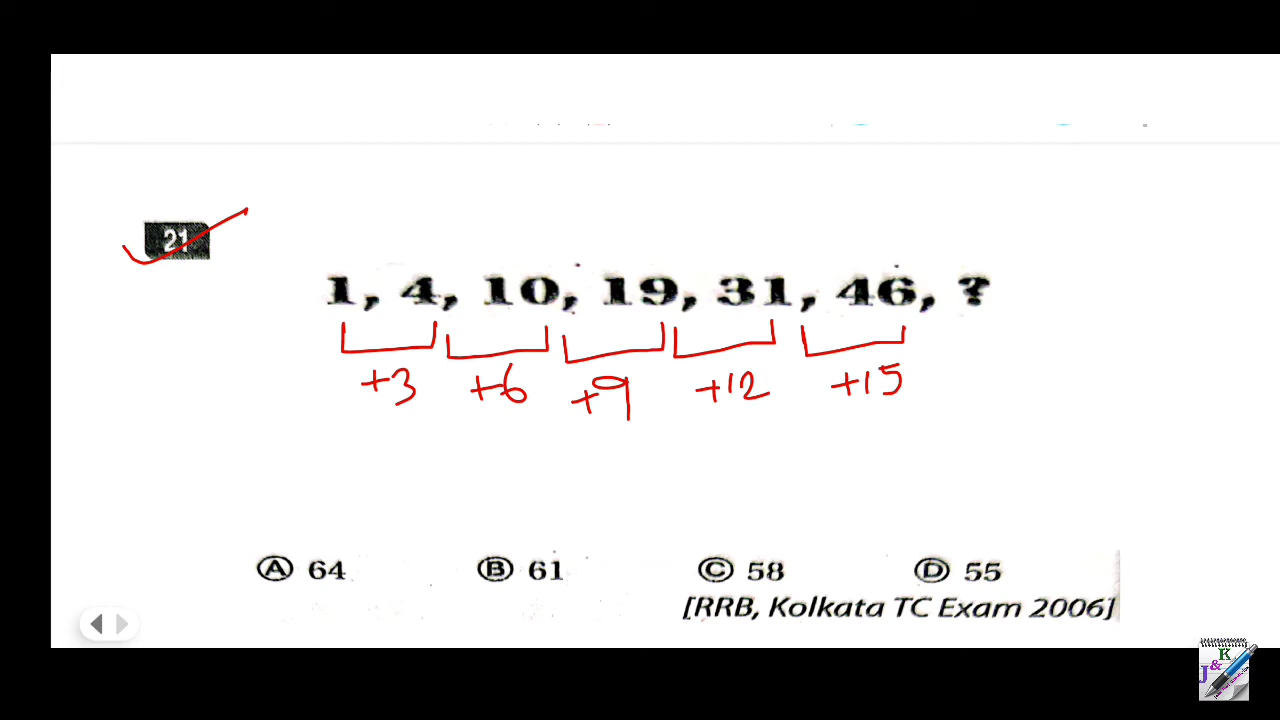 21
1, 4, 10, 19, 31, 46, ?
+3 +6 +9 +12 +15
Ⓐ 64 Ⓑ 61 Ⓒ 58 Ⓓ 55
[RRB, Kolkata TC Exam 2006]
J&K